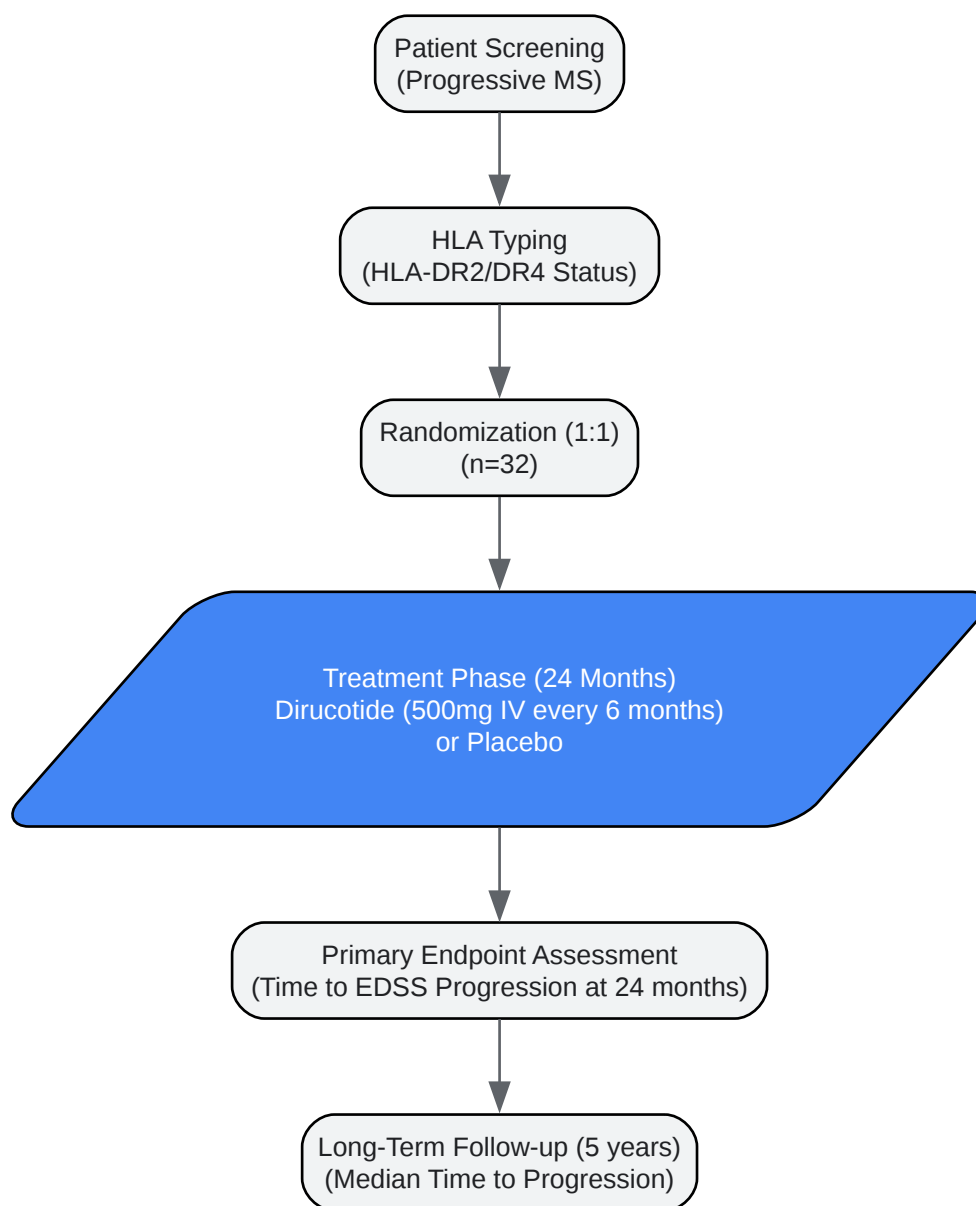 Patient Screening
(Progressive MS)
HLA Typing
(HLA-DR2/DR4 Status)
Randomization (1:1)
(n=32)
Treatment Phase (24 Months)
Dirucotide (500mg IV every 6 months)
or Placebo
Primary Endpoint Assessment
(Time to EDSS Progression at 24 months)
Long-Term Follow-up (5 years)
(Median Time to Progression)